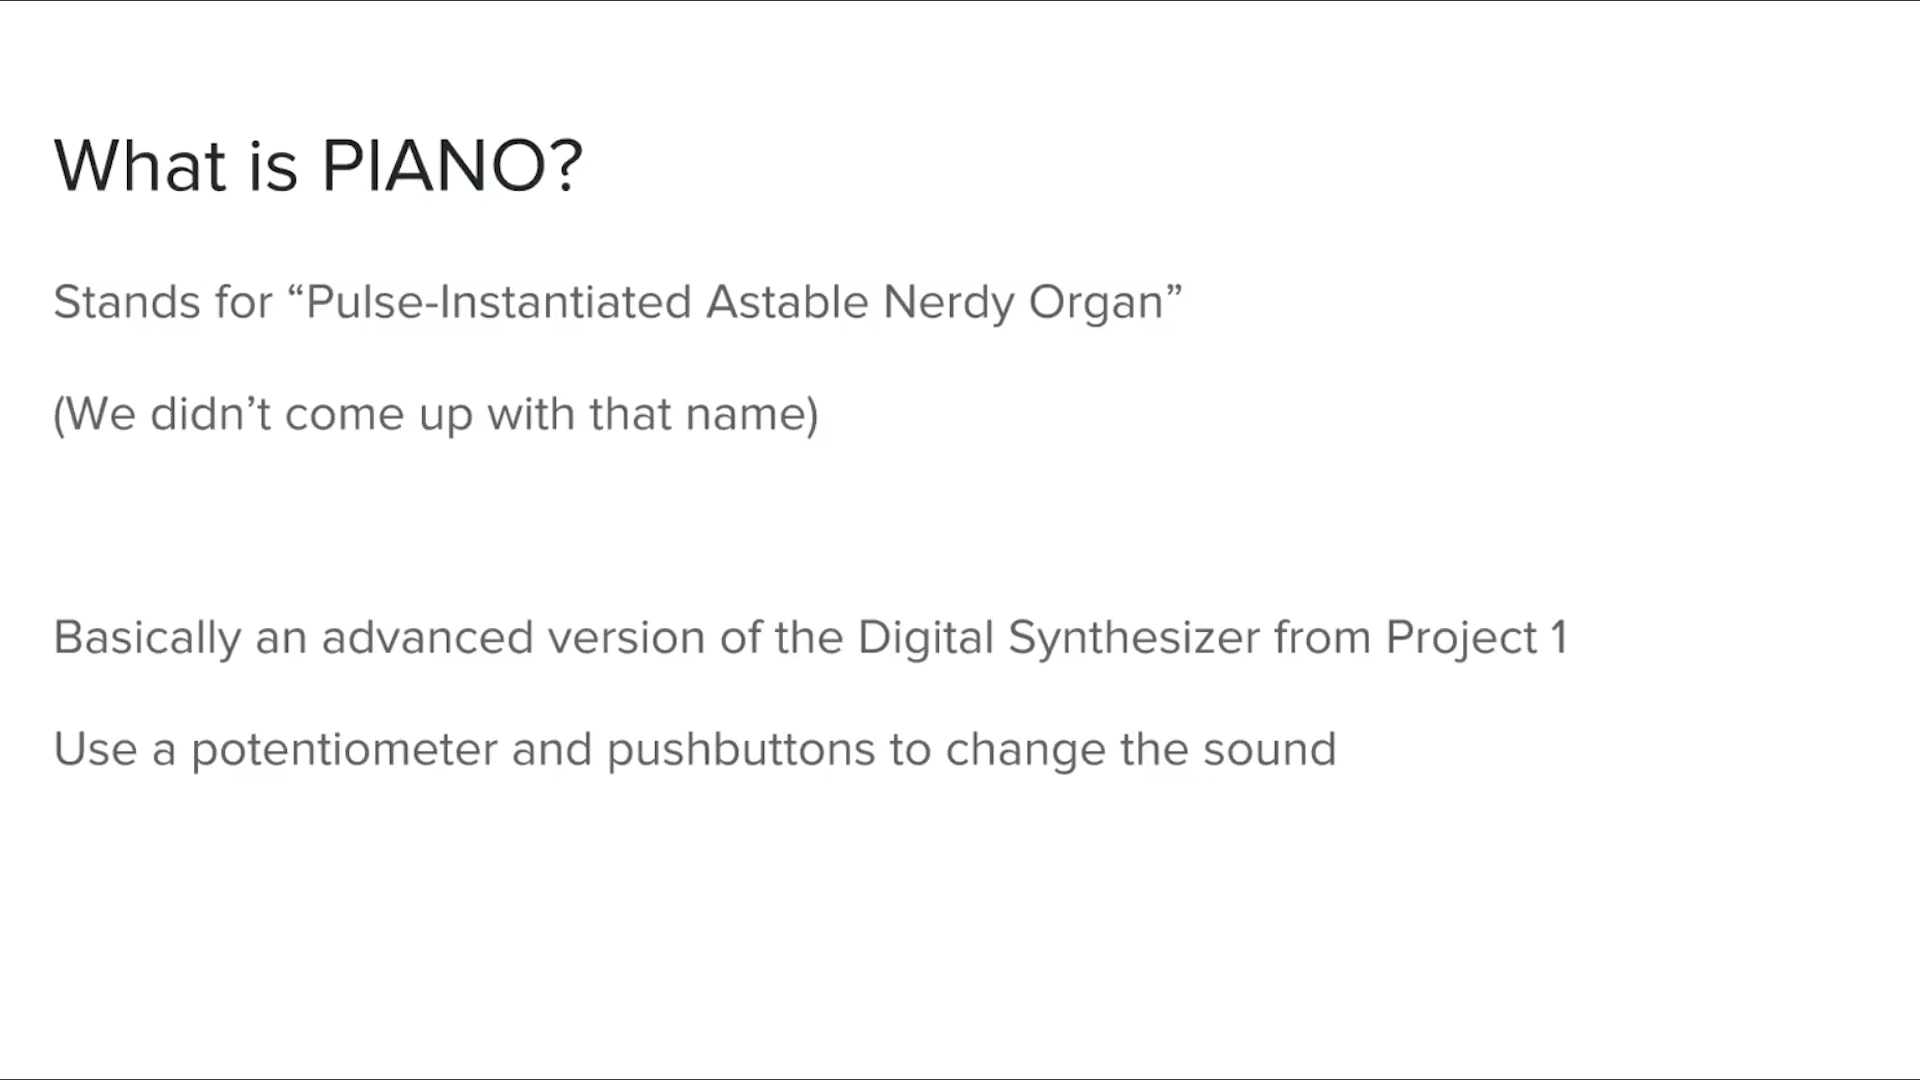 What is PIANO?
Stands for “Pulse-Instantiated Astable Nerdy Organ”
(We didn’t come up with that name)
Basically an advanced version of the Digital Synthesizer from Project 1
Use a potentiometer and pushbuttons to change the sound